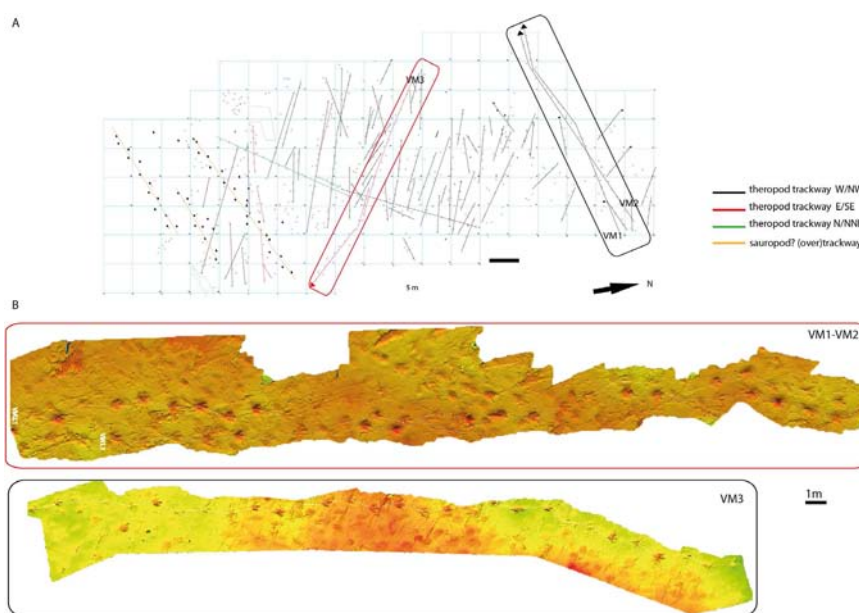 A
VM3
VM2
VM1
theropod trackway W/NW
theropod trackway E/SE
theropod trackway N/NNE
sauropod? (over)trackway
5 m
N
B
VM1-VM2
VM3
1m